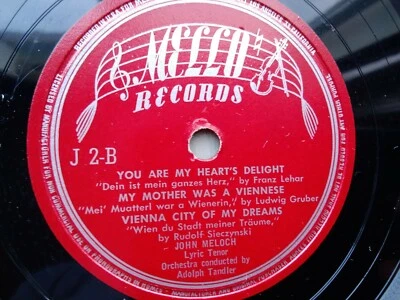 MELLO
RECORDS
J 2-B
YOU ARE MY HEART'S DELIGHT
"Dein ist mein ganzes Herz," by Franz Lehar
MY MOTHER WAS A VIENNESE
"Mei' Muatterl war a Wienerin," by Ludwig Gruber
VIENNA CITY OF MY DREAMS
"Wien du Stadt meiner Träume,"
by Rudolf Sieczynski
JOHN MELOCH
Lyric Tenor
Orchestra conducted by
Adolph Tandler